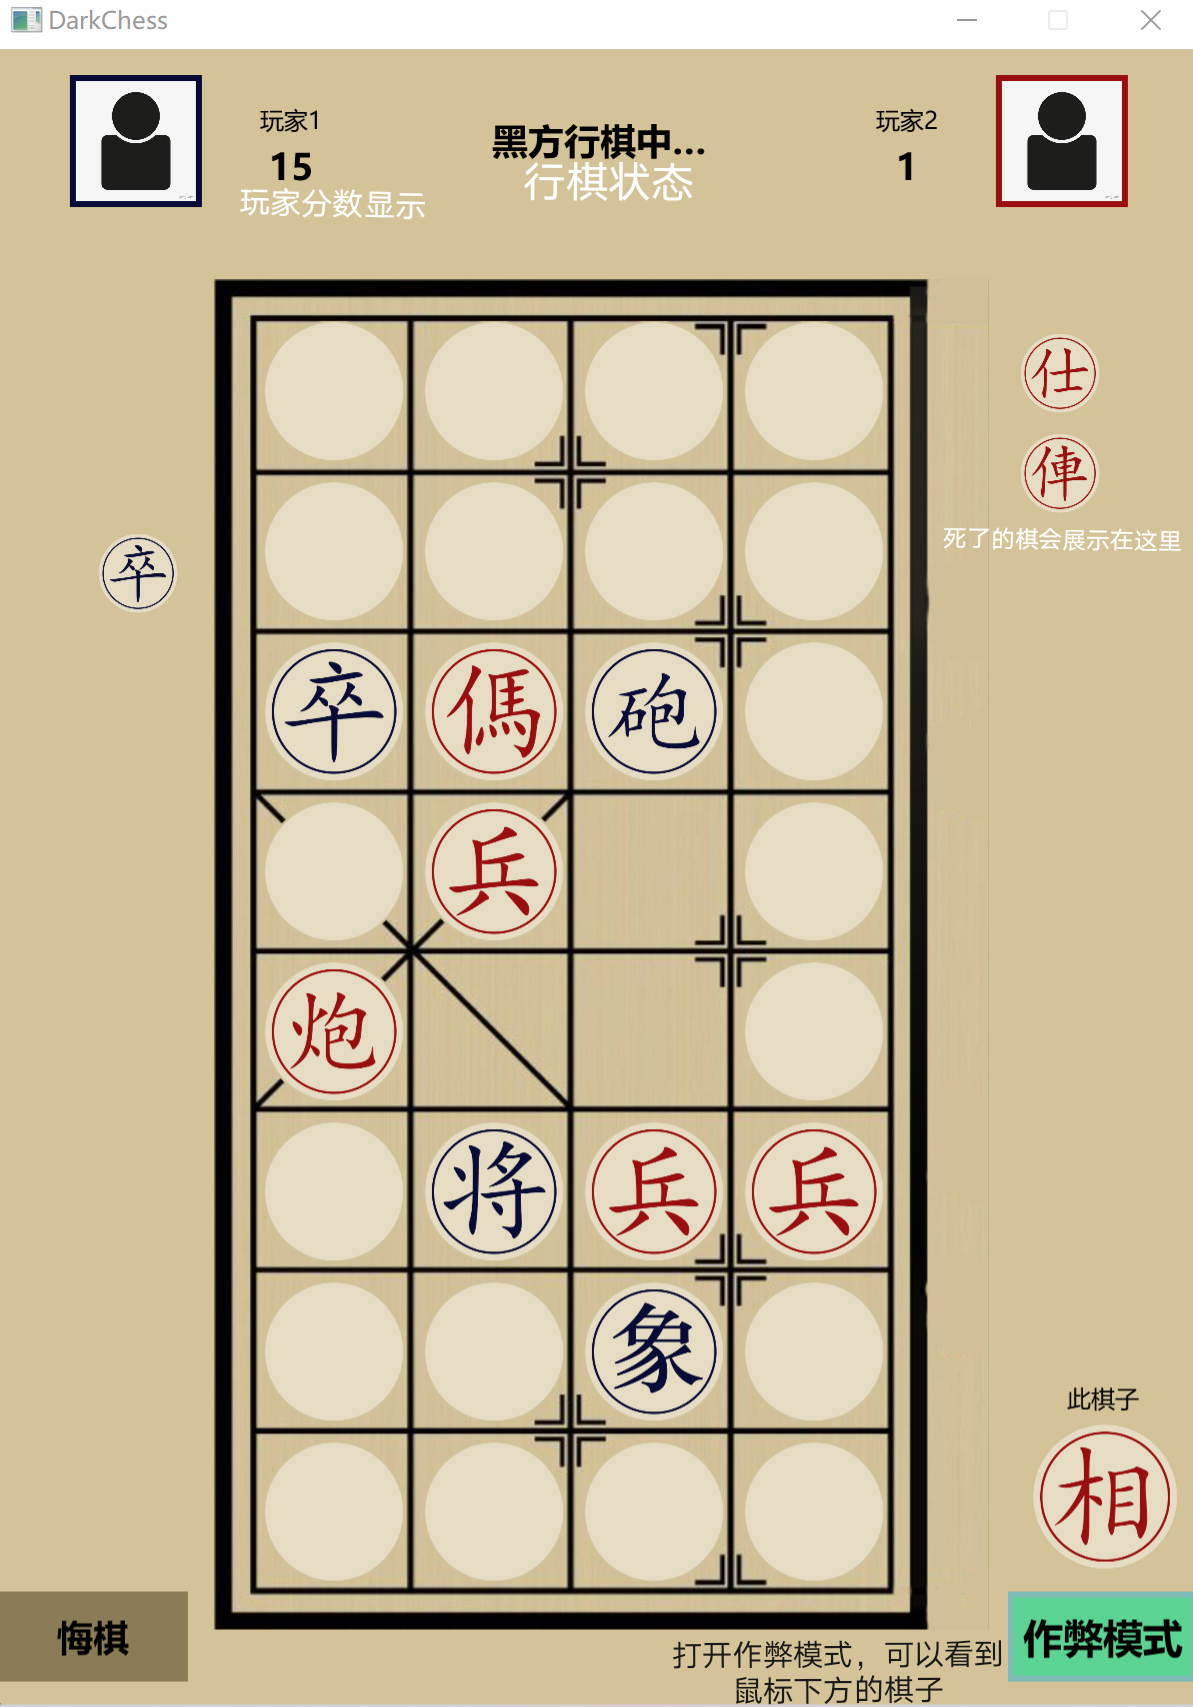 DarkChess
玩家1
黑方行棋中...
玩家2
15
1
玩家分数显示
行棋状态
仕
俥
死了的棋会展示在这里
卒
卒 傌 砲
兵
炮
将 兵 兵
象
此棋子
相
悔棋
作弊模式
打开作弊模式，可以看到
鼠标下方的棋子